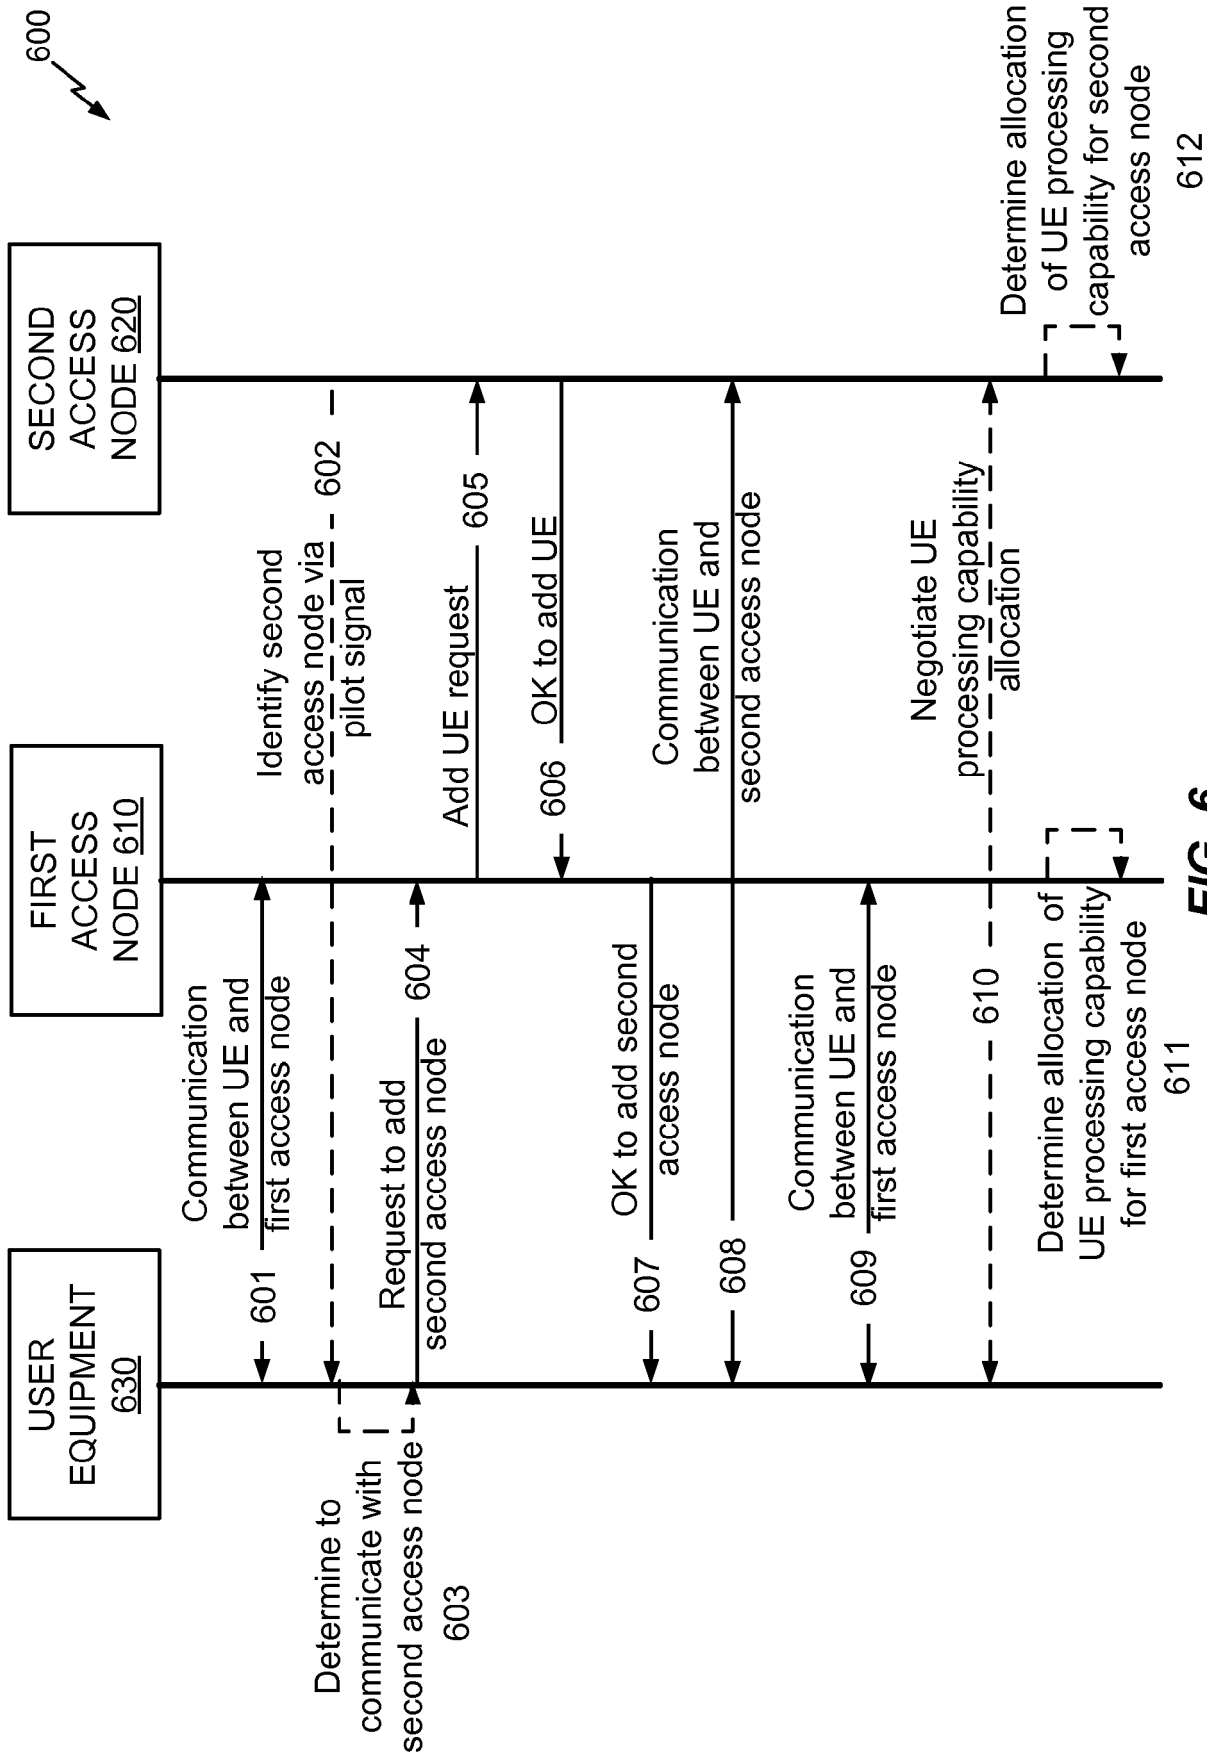 600
USER
EQUIPMENT
630
FIRST
ACCESS
NODE 610
SECOND
ACCESS
NODE 620
Communication
between UE and
first access node
601
Identify second
access node via
pilot signal
602
Determine to
communicate with
second access node
603
Request to add
second access node
604
Add UE request
605
OK to add UE
606
OK to add second
access node
607
Communication
between UE and
second access node
608
Communication
between UE and
first access node
609
Negotiate UE
processing capability
allocation
610
Determine allocation of
UE processing capability
for first access node
611
Determine allocation
of UE processing
capability for second
access node
612
FIG. 6